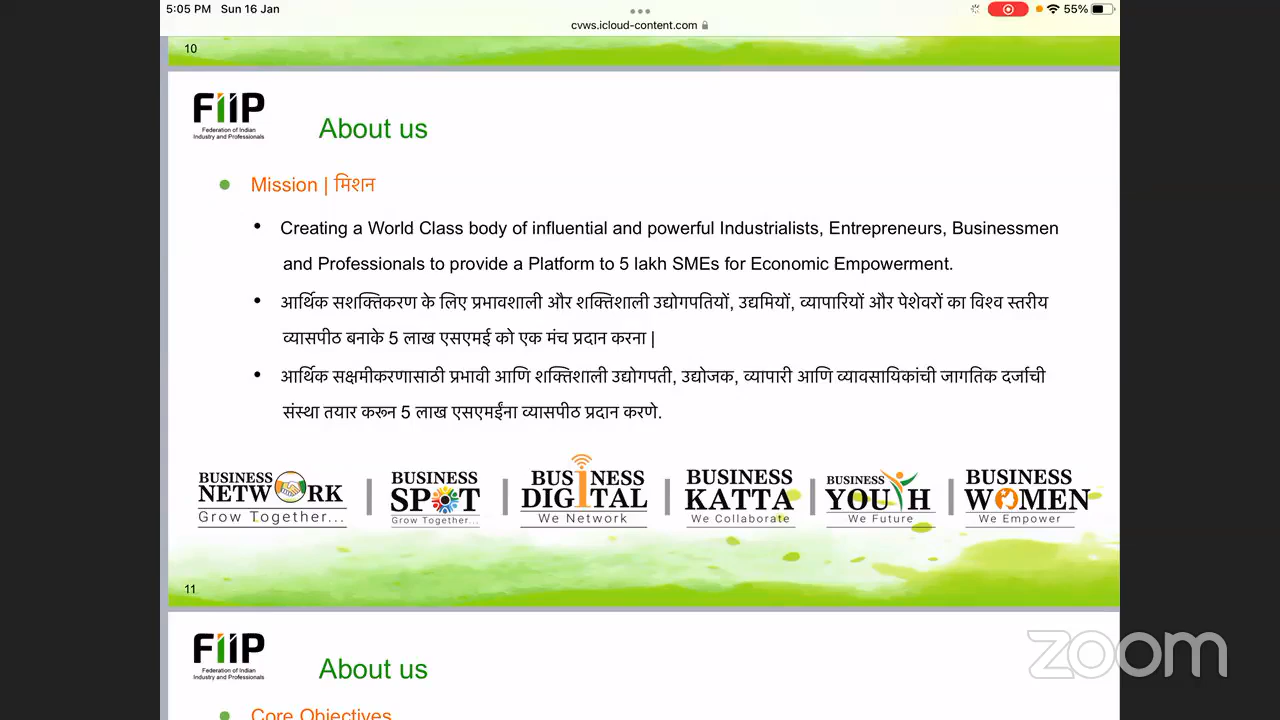 5:05 PM Sun 16 Jan
55%
cvws.icloud-content.com
10
FiiP
Federation of Indian
Industry and Professionals
About us
Mission | मिशन
Creating a World Class body of influential and powerful Industrialists, Entrepreneurs, Businessmen
and Professionals to provide a Platform to 5 lakh SMEs for Economic Empowerment.
आर्थिक सशक्तिकरण के लिए प्रभावशाली और शक्तिशाली उद्योगपतियों, उद्यमियों, व्यापारियों और पेशेवरों का विश्व स्तरीय
व्यासपीठ बनाके 5 लाख एसएमई को एक मंच प्रदान करना |
आर्थिक सक्षमीकरणासाठी प्रभावी आणि शक्तिशाली उद्योगपती, उद्योजक, व्यापारी आणि व्यावसायिकांची जागतिक दर्जाची
संस्था तयार करून 5 लाख एसएमईंना व्यासपीठ प्रदान करणे.
BUSINESS
NETWORK
Grow Together...
BUSINESS
SPOT
Grow Together...
BUSINESS
DIGITAL
We Network
BUSINESS
KATTA
We Collaborate
BUSINESS
YOUTH
We Future
BUSINESS
WOMEN
We Empower
11
FiiP
Federation of Indian
Industry and Professionals
About us
Core Objectives
zoom